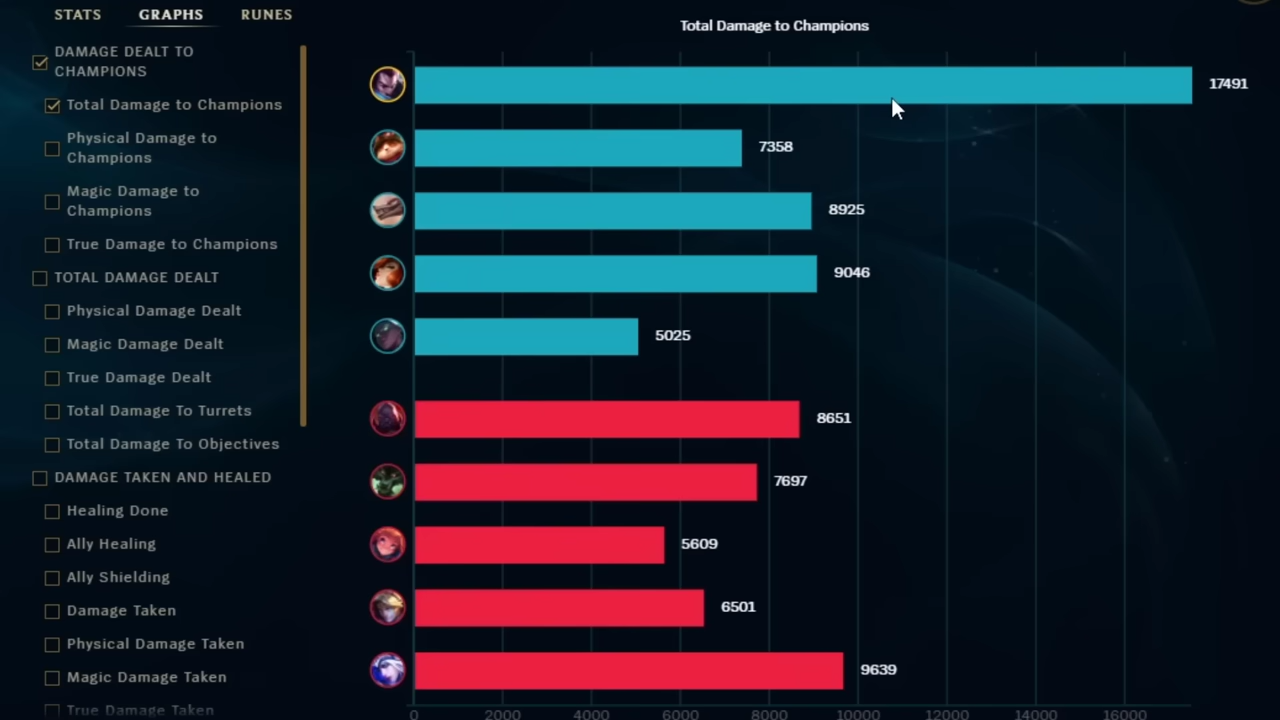 STATS GRAPHS RUNES
Total Damage to Champions
DAMAGE DEALT TO
CHAMPIONS
Total Damage to Champions
Physical Damage to
Champions
Magic Damage to
Champions
True Damage to Champions
TOTAL DAMAGE DEALT
Physical Damage Dealt
Magic Damage Dealt
True Damage Dealt
Total Damage To Turrets
Total Damage To Objectives
DAMAGE TAKEN AND HEALED
Healing Done
Ally Healing
Ally Shielding
Damage Taken
Physical Damage Taken
Magic Damage Taken
True Damage Taken
17491
7358
8925
9046
5025
8651
7697
5609
6501
9639
0 2000 4000 6000 8000 10000 12000 14000 16000